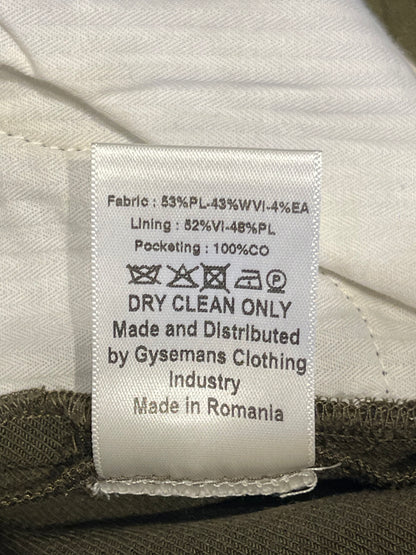 Fabric : 53%PL-43%WVI-4%EA
Lining : 52%VI-48%PL
Pocketing : 100%CO
P
DRY CLEAN ONLY
Made and Distributed
by Gysemans Clothing
Industry
Made in Romania